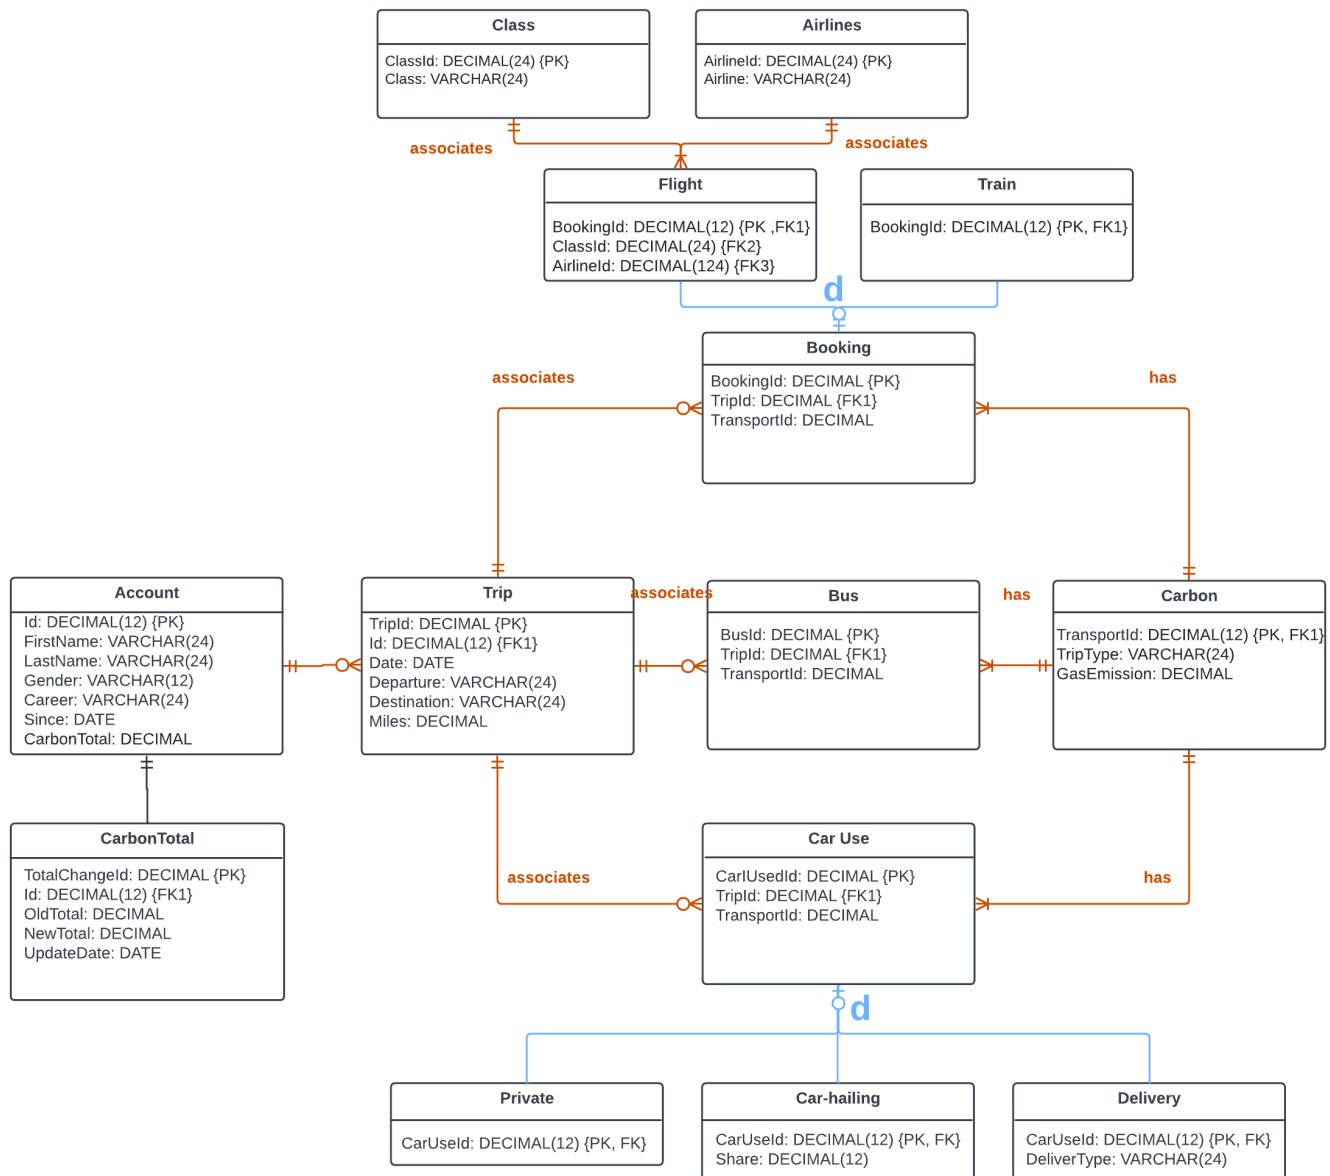 Class
ClassId: DECIMAL(24) {PK}
Class: VARCHAR(24)
Airlines
AirlineId: DECIMAL(24) {PK}
Airline: VARCHAR(24)
associates
associates
Flight
BookingId: DECIMAL(12) {PK ,FK1}
ClassId: DECIMAL(24) {FK2}
AirlineId: DECIMAL(124) {FK3}
Train
BookingId: DECIMAL(12) {PK, FK1}
d
Booking
BookingId: DECIMAL {PK}
TripId: DECIMAL {FK1}
TransportId: DECIMAL
associates
has
Account
Id: DECIMAL(12) {PK}
FirstName: VARCHAR(24)
LastName: VARCHAR(24)
Gender: VARCHAR(12)
Career: VARCHAR(24)
Since: DATE
CarbonTotal: DECIMAL
Trip
TripId: DECIMAL {PK}
Id: DECIMAL(12) {FK1}
Date: DATE
Departure: VARCHAR(24)
Destination: VARCHAR(24)
Miles: DECIMAL
associates
Bus
BusId: DECIMAL {PK}
TripId: DECIMAL {FK1}
TransportId: DECIMAL
has
Carbon
TransportId: DECIMAL(12) {PK, FK1}
TripType: VARCHAR(24)
GasEmission: DECIMAL
CarbonTotal
TotalChangeId: DECIMAL {PK}
Id: DECIMAL(12) {FK1}
OldTotal: DECIMAL
NewTotal: DECIMAL
UpdateDate: DATE
associates
Car Use
CarIUsedId: DECIMAL {PK}
TripId: DECIMAL {FK1}
TransportId: DECIMAL
has
d
Private
CarUseId: DECIMAL(12) {PK, FK}
Car-hailing
CarUseId: DECIMAL(12) {PK, FK}
Share: DECIMAL(12)
Delivery
CarUseId: DECIMAL(12) {PK, FK}
DeliverType: VARCHAR(24)